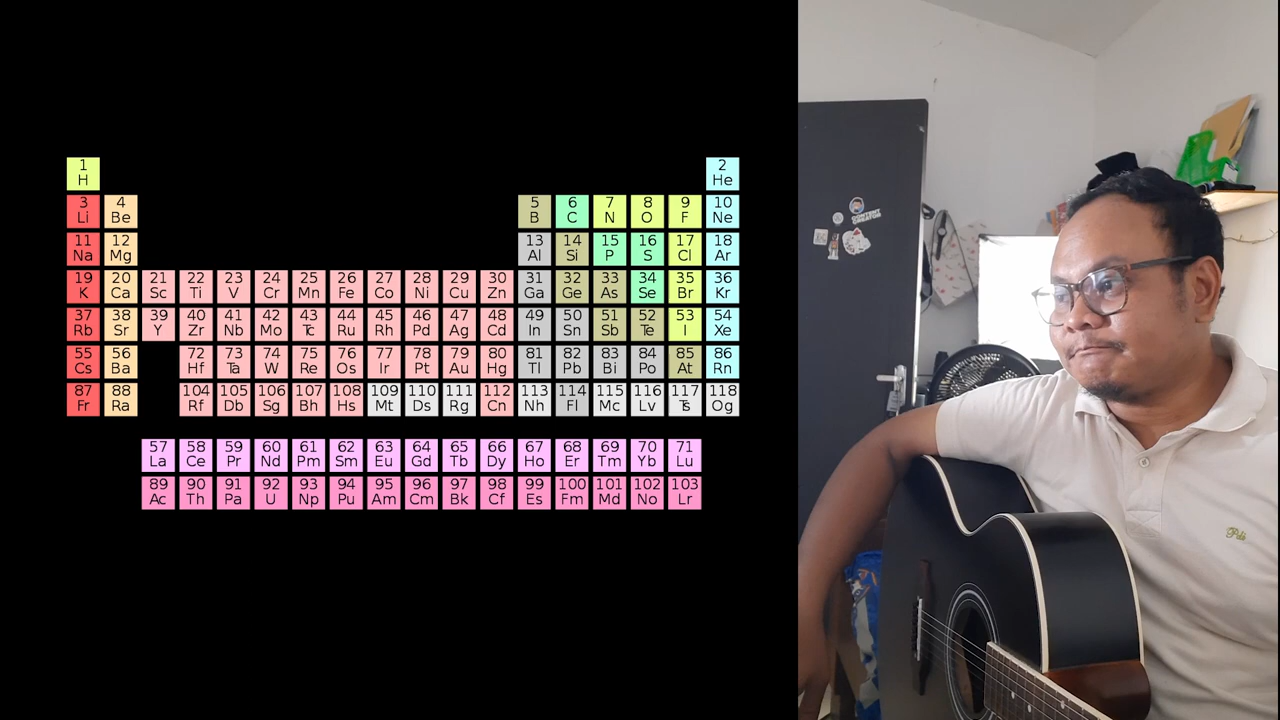 1 2
H He
3 4 5 6 7 8 9 10
Li Be B C N O F Ne
11 12 13 14 15 16 17 18
Na Mg Al Si P S Cl Ar
19 20 21 22 23 24 25 26 27 28 29 30 31 32 33 34 35 36
K Ca Sc Ti V Cr Mn Fe Co Ni Cu Zn Ga Ge As Se Br Kr
37 38 39 40 41 42 43 44 45 46 47 48 49 50 51 52 53 54
Rb Sr Y Zr Nb Mo Tc Ru Rh Pd Ag Cd In Sn Sb Te I Xe
55 56 72 73 74 75 76 77 78 79 80 81 82 83 84 85 86
Cs Ba Hf Ta W Re Os Ir Pt Au Hg Tl Pb Bi Po At Rn
87 88 104 105 106 107 108 109 110 111 112 113 114 115 116 117 118
Fr Ra Rf Db Sg Bh Hs Mt Ds Rg Cn Nh Fl Mc Lv Ts Og
57 58 59 60 61 62 63 64 65 66 67 68 69 70 71
La Ce Pr Nd Pm Sm Eu Gd Tb Dy Ho Er Tm Yb Lu
89 90 91 92 93 94 95 96 97 98 99 100 101 102 103
Ac Th Pa U Np Pu Am Cm Bk Cf Es Fm Md No Lr
CONTENT
CREATOR